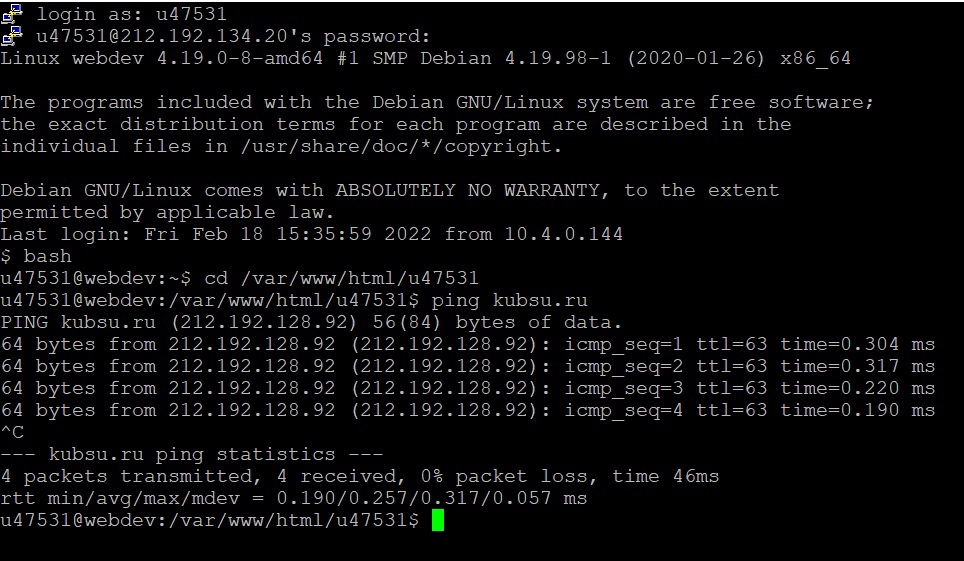 login as: u47531
u47531@212.192.134.20's password:
Linux webdev 4.19.0-8-amd64 #1 SMP Debian 4.19.98-1 (2020-01-26) x86_64

The programs included with the Debian GNU/Linux system are free software;
the exact distribution terms for each program are described in the
individual files in /usr/share/doc/*/copyright.

Debian GNU/Linux comes with ABSOLUTELY NO WARRANTY, to the extent
permitted by applicable law.
Last login: Fri Feb 18 15:35:59 2022 from 10.4.0.144
$ bash
u47531@webdev:~$ cd /var/www/html/u47531
u47531@webdev:/var/www/html/u47531$ ping kubsu.ru
PING kubsu.ru (212.192.128.92) 56(84) bytes of data.
64 bytes from 212.192.128.92 (212.192.128.92): icmp_seq=1 ttl=63 time=0.304 ms
64 bytes from 212.192.128.92 (212.192.128.92): icmp_seq=2 ttl=63 time=0.317 ms
64 bytes from 212.192.128.92 (212.192.128.92): icmp_seq=3 ttl=63 time=0.220 ms
64 bytes from 212.192.128.92 (212.192.128.92): icmp_seq=4 ttl=63 time=0.190 ms
^C
--- kubsu.ru ping statistics ---
4 packets transmitted, 4 received, 0% packet loss, time 46ms
rtt min/avg/max/mdev = 0.190/0.257/0.317/0.057 ms
u47531@webdev:/var/www/html/u47531$